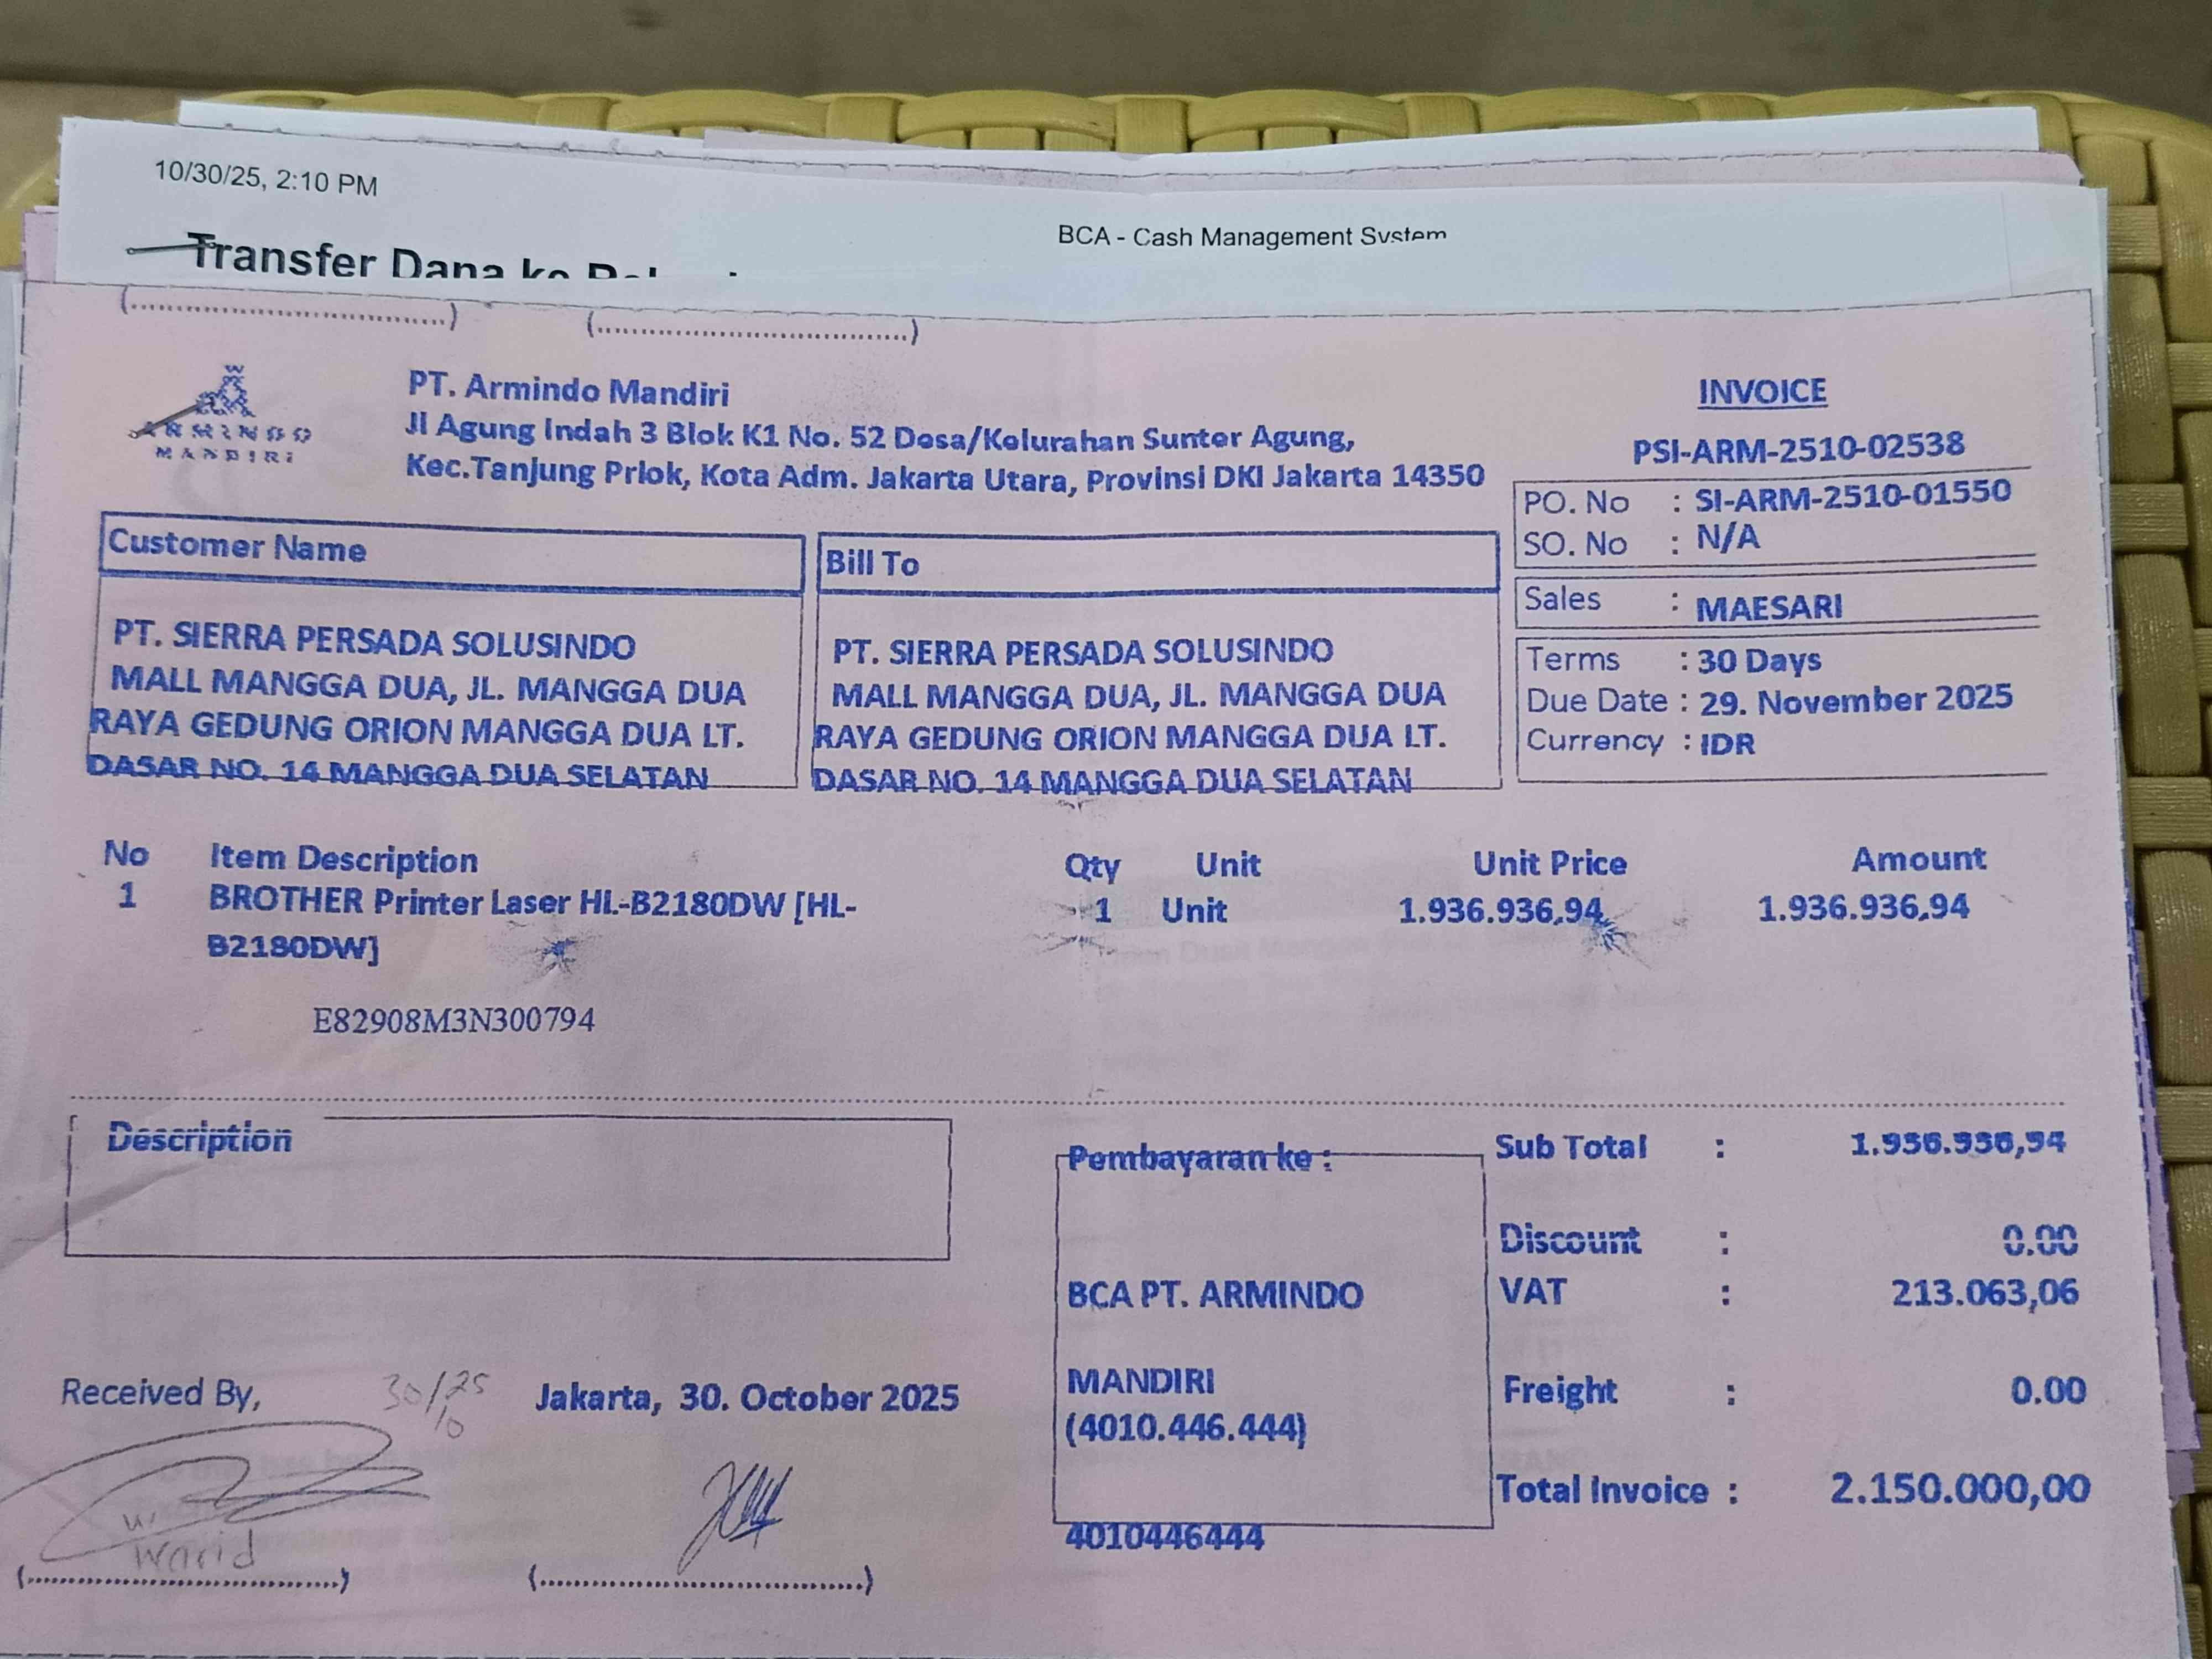 10/30/25, 2:10 PM
BCA - Cash Management System
Transfer Dana ke
(....................................) (....................................)
ARMINDO
MANDIRI
PT. Armindo Mandiri
Jl Agung Indah 3 Blok K1 No. 52 Desa/Kelurahan Sunter Agung,
Kec.Tanjung Priok, Kota Adm. Jakarta Utara, Provinsi DKI Jakarta 14350
INVOICE
PSI-ARM-2510-02538
PO. No : SI-ARM-2510-01550
SO. No : N/A
Sales : MAESARI
Terms : 30 Days
Due Date : 29. November 2025
Currency : IDR
Customer Name
PT. SIERRA PERSADA SOLUSINDO
MALL MANGGA DUA, JL. MANGGA DUA
RAYA GEDUNG ORION MANGGA DUA LT.
DASAR NO. 14 MANGGA DUA SELATAN
Bill To
PT. SIERRA PERSADA SOLUSINDO
MALL MANGGA DUA, JL. MANGGA DUA
RAYA GEDUNG ORION MANGGA DUA LT.
DASAR NO. 14 MANGGA DUA SELATAN
No Item Description Qty Unit Unit Price Amount
1 BROTHER Printer Laser HL-B2180DW [HL- 1 Unit 1.936.936,94 1.936.936,94
B2180DW]
E82908M3N300794
Description
Pembayaran ke :
BCA PT. ARMINDO
MANDIRI
(4010.446.444)
4010446444
Sub Total : 1.936.936,94
Discount : 0.00
VAT : 213.063,06
Freight : 0.00
Total Invoice : 2.150.000,00
Received By, 30/10 25
Jakarta, 30. October 2025
Warid
(....................................) (....................................)